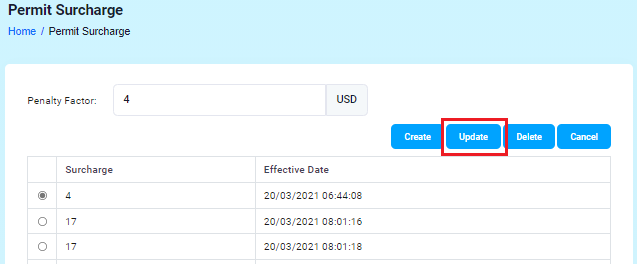 Permit Surcharge
Home / Permit Surcharge
Penalty Factor: 4 USD
Create Update Delete Cancel
Surcharge Effective Date
4 20/03/2021 06:44:08
17 20/03/2021 08:01:16
17 20/03/2021 08:01:18